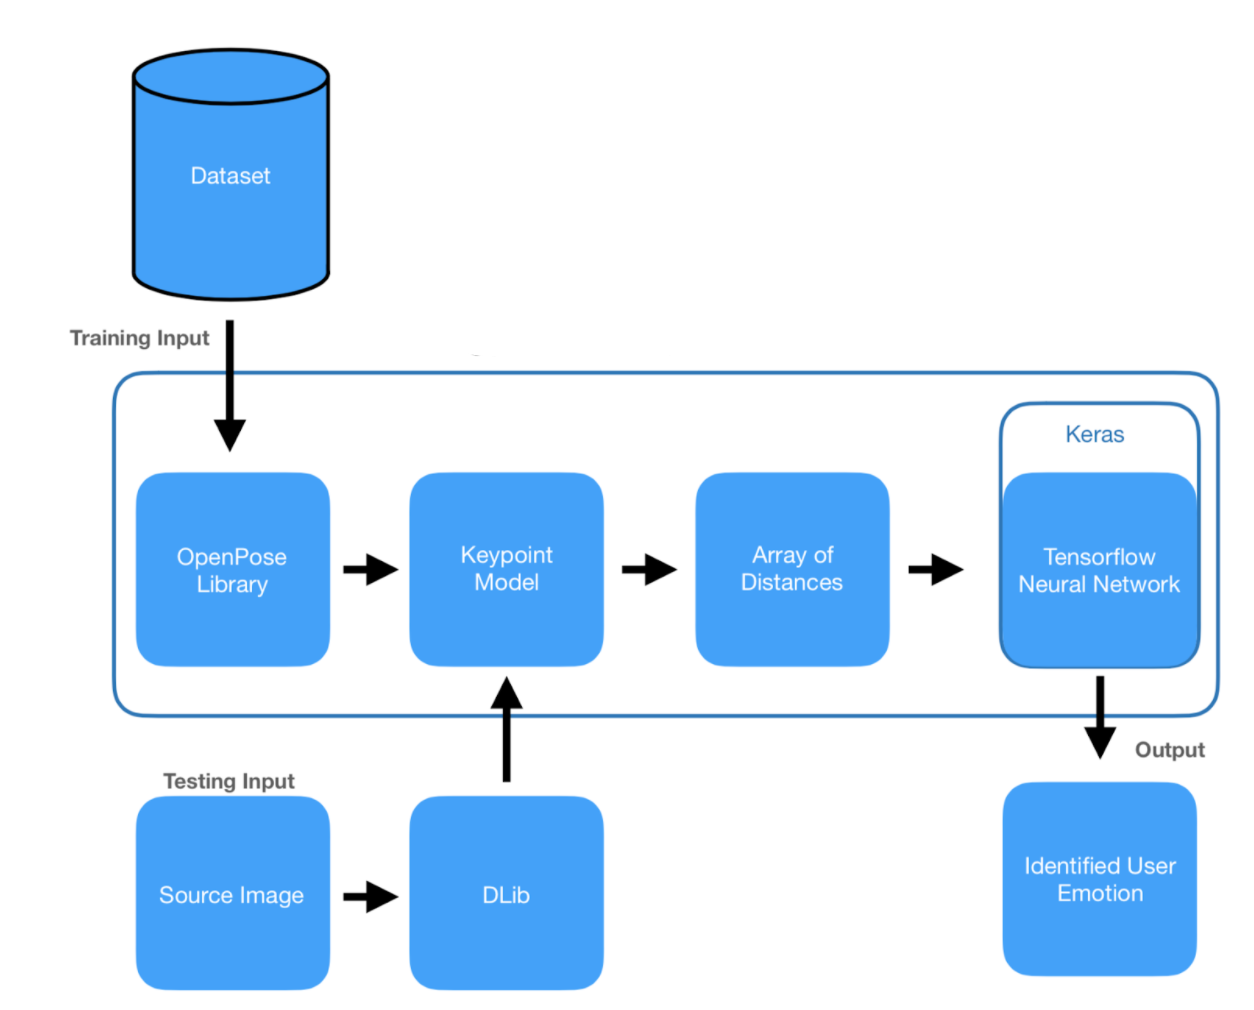 Dataset
Training Input
Keras
OpenPose
Library
Keypoint
Model
Array of
Distances
Tensorflow
Neural Network
Output
Testing Input
Source Image
DLib
Identified User
Emotion